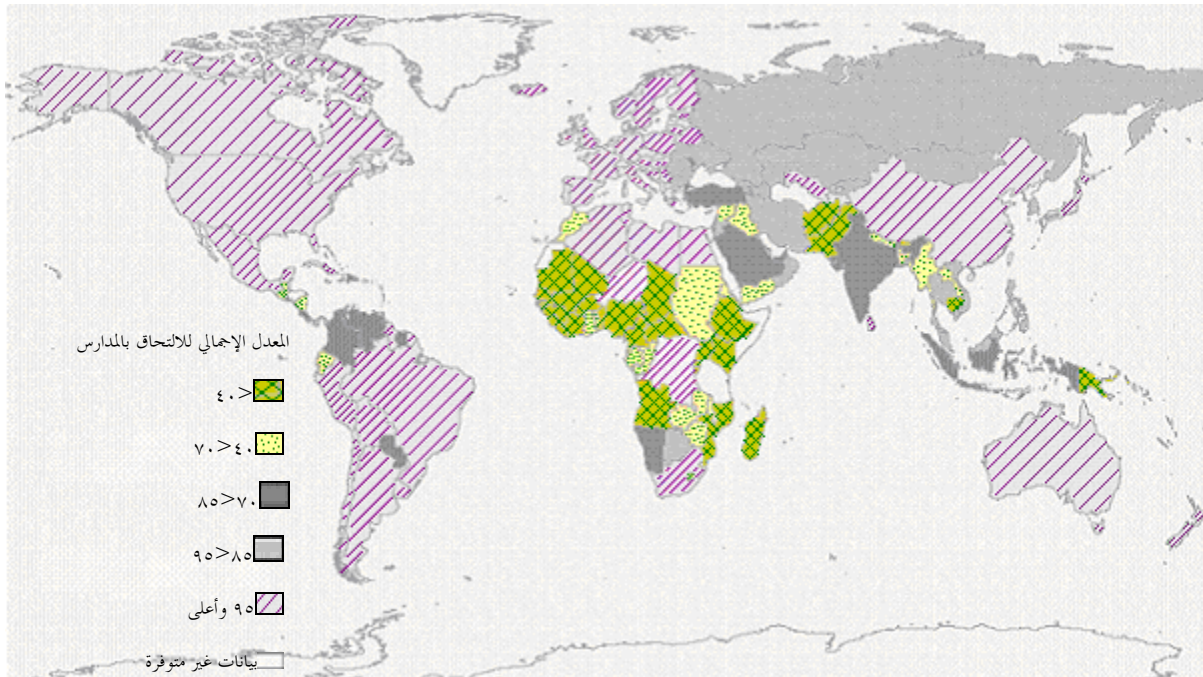 المعدل الإجمالي للالتحاق بالمدارس
<٤٠
٤٠<٧٠
٧٠<٨٥
٨٥<٩٥
٩٥ وأعلى
بيانات غير متوفرة